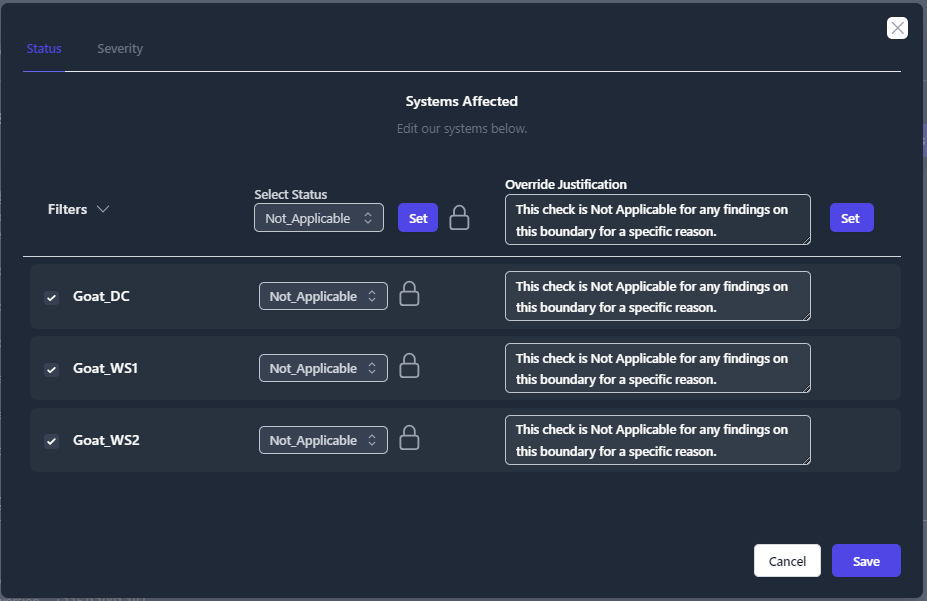 Status
Severity
Systems Affected
Edit our systems below.
Filters
Select Status
Not_Applicable
Set
Override Justification
This check is Not Applicable for any findings on
this boundary for a specific reason.
Set
Goat_DC
Not_Applicable
This check is Not Applicable for any findings on
this boundary for a specific reason.
Goat_WS1
Not_Applicable
This check is Not Applicable for any findings on
this boundary for a specific reason.
Goat_WS2
Not_Applicable
This check is Not Applicable for any findings on
this boundary for a specific reason.
Cancel
Save